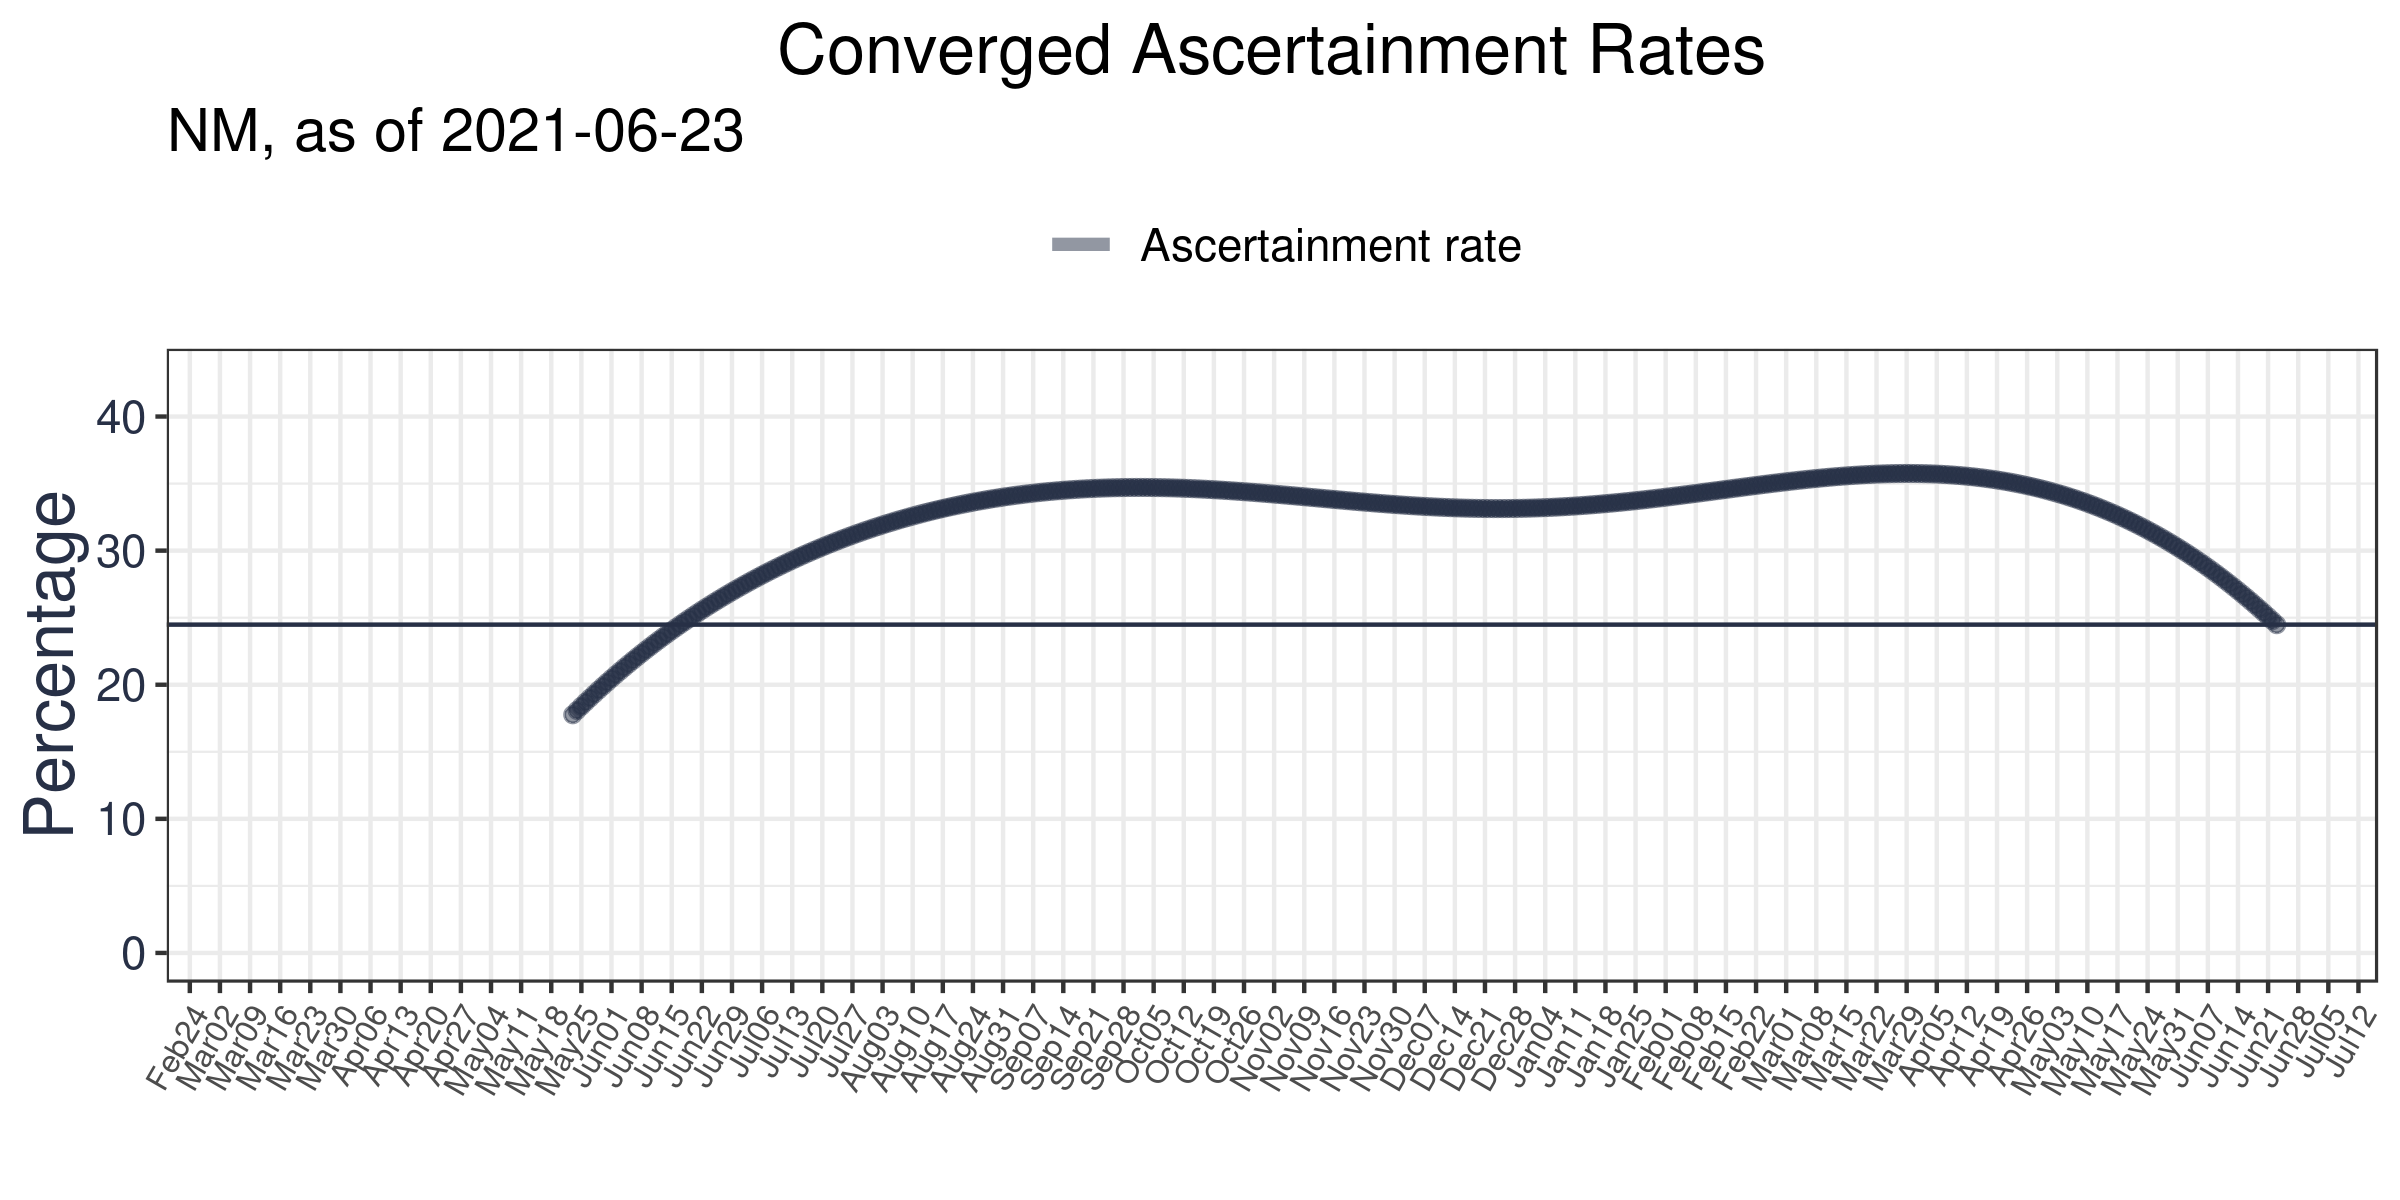 Converged Ascertainment Rates
NM, as of 2021-06-23
Ascertainment rate
Percentage
40
30
20
10
0
Feb24
Mar02
Mar09
Mar16
Mar23
Mar30
Apr06
Apr13
Apr20
Apr27
May04
May11
May18
May25
Jun01
Jun08
Jun15
Jun22
Jun29
Jul06
Jul13
Jul20
Jul27
Aug03
Aug10
Aug17
Aug24
Aug31
Sep07
Sep14
Sep21
Sep28
Oct05
Oct12
Oct19
Oct26
Nov02
Nov09
Nov16
Nov23
Nov30
Dec07
Dec14
Dec21
Dec28
Jan04
Jan11
Jan18
Jan25
Feb01
Feb08
Feb15
Feb22
Mar01
Mar08
Mar15
Mar22
Mar29
Apr05
Apr12
Apr19
Apr26
May03
May10
May17
May24
May31
Jun07
Jun14
Jun21
Jun28
Jul05
Jul12